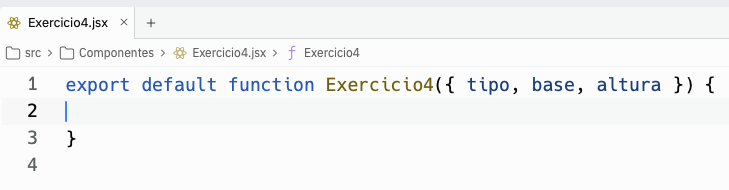 Exercicio4.jsx × +
src > Componentes > Exercicio4.jsx > ƒ Exercicio4
1 export default function Exercicio4({ tipo, base, altura }) {
2
3 }
4